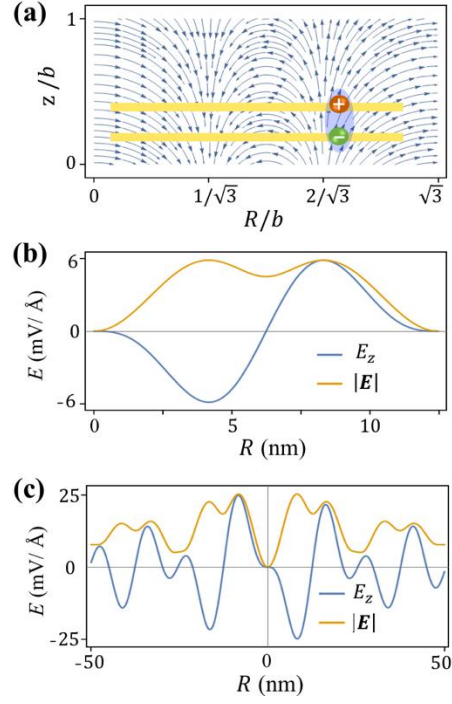 (a)
z/b
1
0
+
−
0
1/√3
2/√3
√3
R/b
(b)
E (mV/ Å)
6
0
-6
E_z
|E|
0
5
10
R (nm)
(c)
E (mV/ Å)
25
0
-25
E_z
|E|
-50
0
50
R (nm)